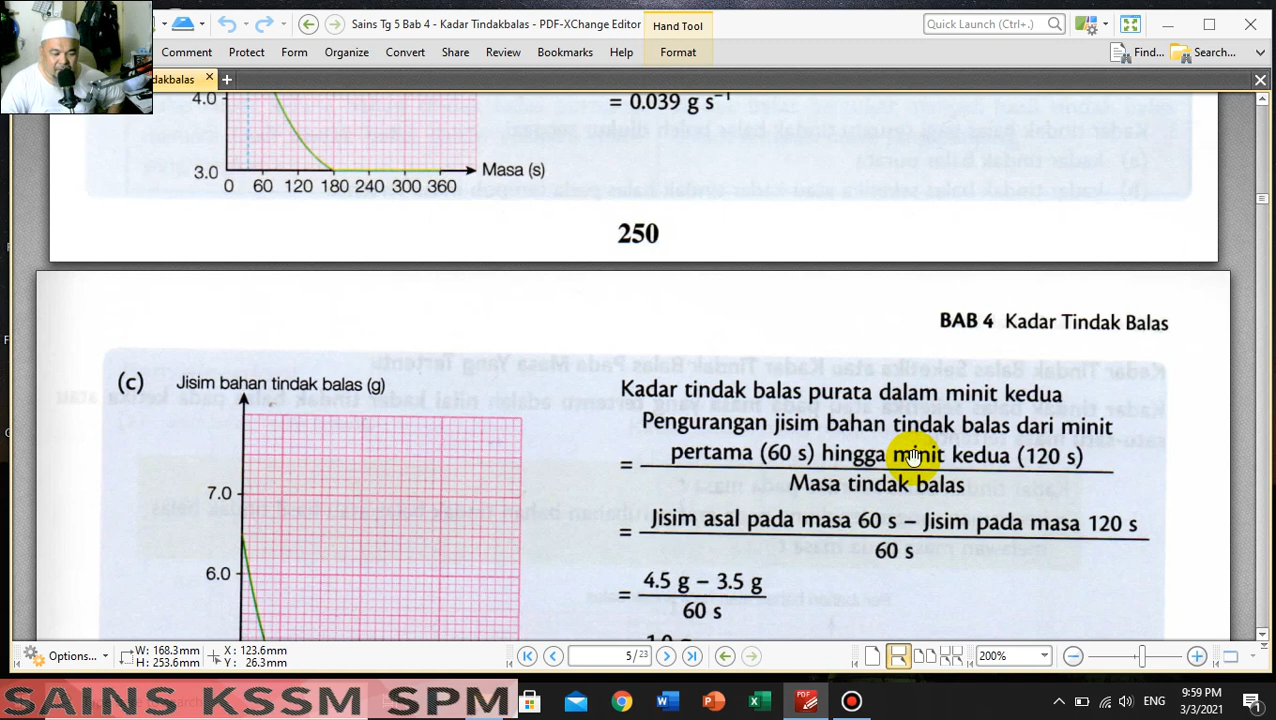 Sains Tg 5 Bab 4 - Kadar Tindakbalas - PDF-XChange Editor
Hand Tool
Quick Launch (Ctrl+.)
Comment Protect Form Organize Convert Share Review Bookmarks Help Format
Find... Search...
dakbalas
4.0
= 0.039 g s⁻¹
3.0
Masa (s)
0 60 120 180 240 300 360
250
BAB 4 Kadar Tindak Balas
(c) Jisim bahan tindak balas (g)
7.0
6.0
Kadar tindak balas purata dalam minit kedua
Pengurangan jisim bahan tindak balas dari minit
= pertama (60 s) hingga minit kedua (120 s)
Masa tindak balas
= Jisim asal pada masa 60 s – Jisim pada masa 120 s
60 s
= 4.5 g – 3.5 g
60 s
Options...
W: 168.3mm
H: 253.6mm
X: 123.6mm
Y: 26.3mm
5 / 23
200%
SAINS KSSM SPM
ENG
9:59 PM
3/3/2021